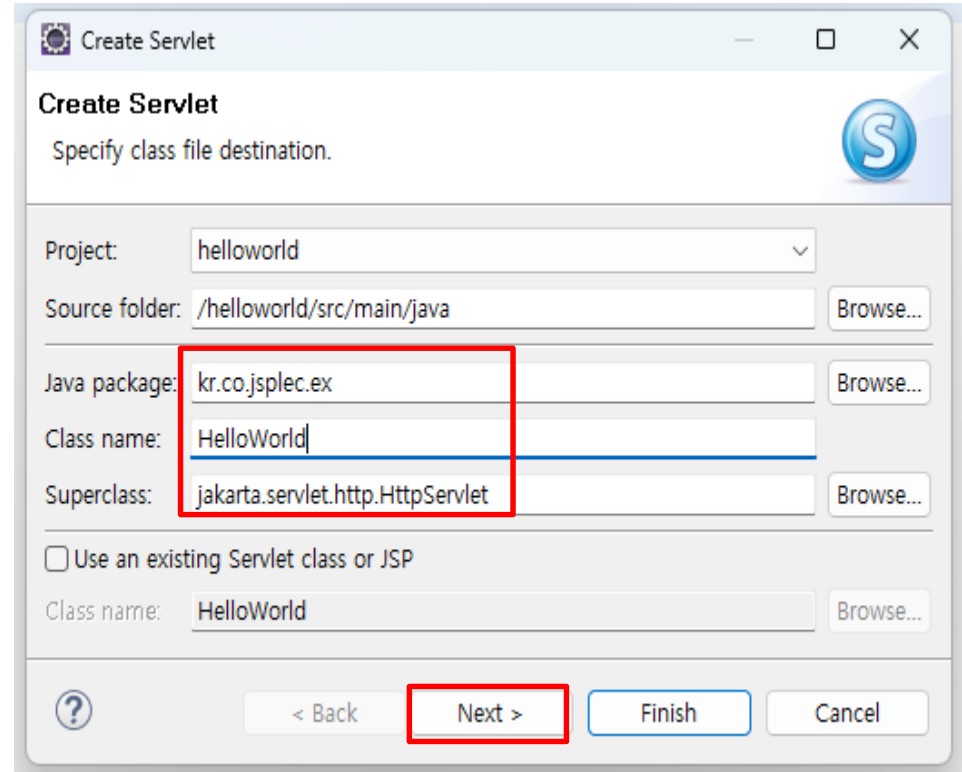 Create Servlet
Create Servlet
Specify class file destination.
Project: helloworld
Source folder: /helloworld/src/main/java Browse...
Java package: kr.co.jsplec.ex Browse...
Class name: HelloWorld
Superclass: jakarta.servlet.http.HttpServlet Browse...
Use an existing Servlet class or JSP
Class name: HelloWorld Browse...
? < Back Next > Finish Cancel